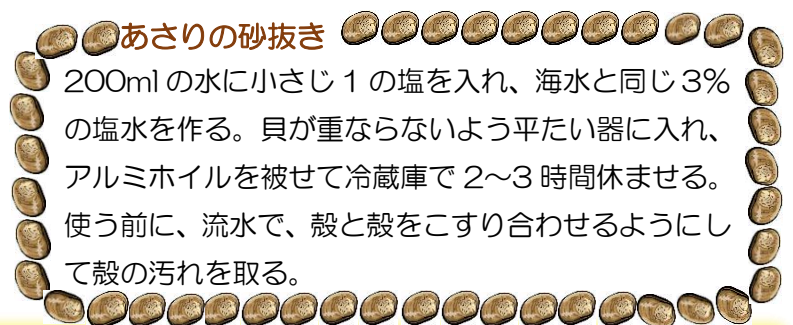 あさりの砂抜き
200mlの水に小さじ1の塩を入れ、海水と同じ3%
の塩水を作る。貝が重ならないよう平たい器に入れ、
アルミホイルを被せて冷蔵庫で2〜3時間休ませる。
使う前に、流水で、殻と殻をこすり合わせるようにし
て殻の汚れを取る。